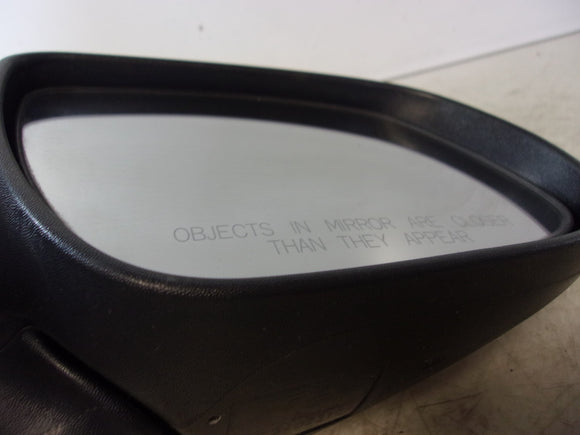 OBJECTS IN MIRROR ARE CLOSER
THAN THEY APPEAR